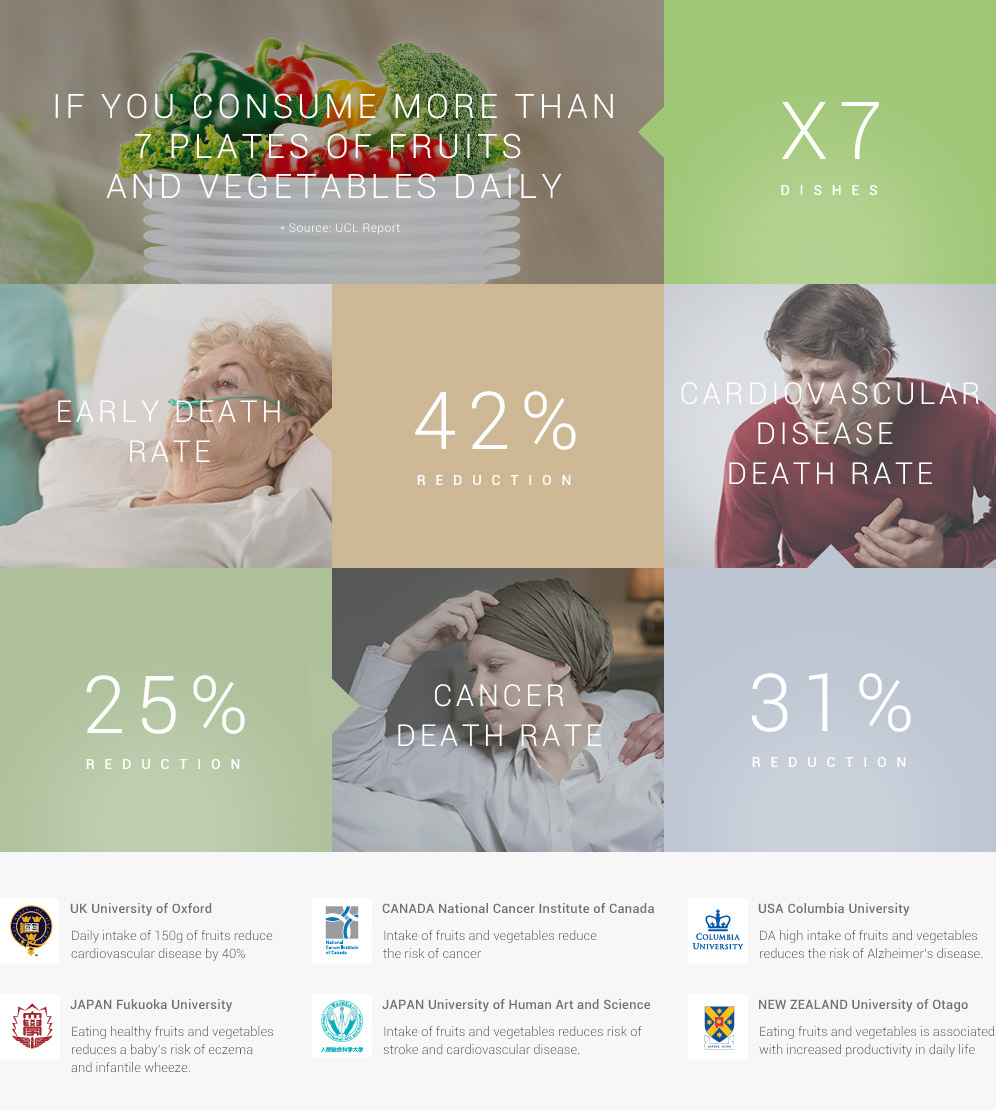 IF YOU CONSUME MORE THAN
7 PLATES OF FRUITS
AND VEGETABLES DAILY
* Source: UCL Report
X7
DISHES
EARLY DEATH
RATE
42%
REDUCTION
CARDIOVASCULAR
DISEASE
DEATH RATE
25%
REDUCTION
CANCER
DEATH RATE
31%
REDUCTION
UK University of Oxford
Daily intake of 150g of fruits reduce
cardiovascular disease by 40%
National
Cancer Institute
of Canada
CANADA National Cancer Institute of Canada
Intake of fruits and vegetables reduce
the risk of cancer
COLUMBIA
UNIVERSITY
USA Columbia University
DA high intake of fruits and vegetables
reduces the risk of Alzheimer's disease.
JAPAN Fukuoka University
Eating healthy fruits and vegetables
reduces a baby's risk of eczema
and infantile wheeze.
人間総合科学大学
JAPAN University of Human Art and Science
Intake of fruits and vegetables reduces risk of
stroke and cardiovascular disease.
NEW ZEALAND University of Otago
Eating fruits and vegetables is associated
with increased productivity in daily life